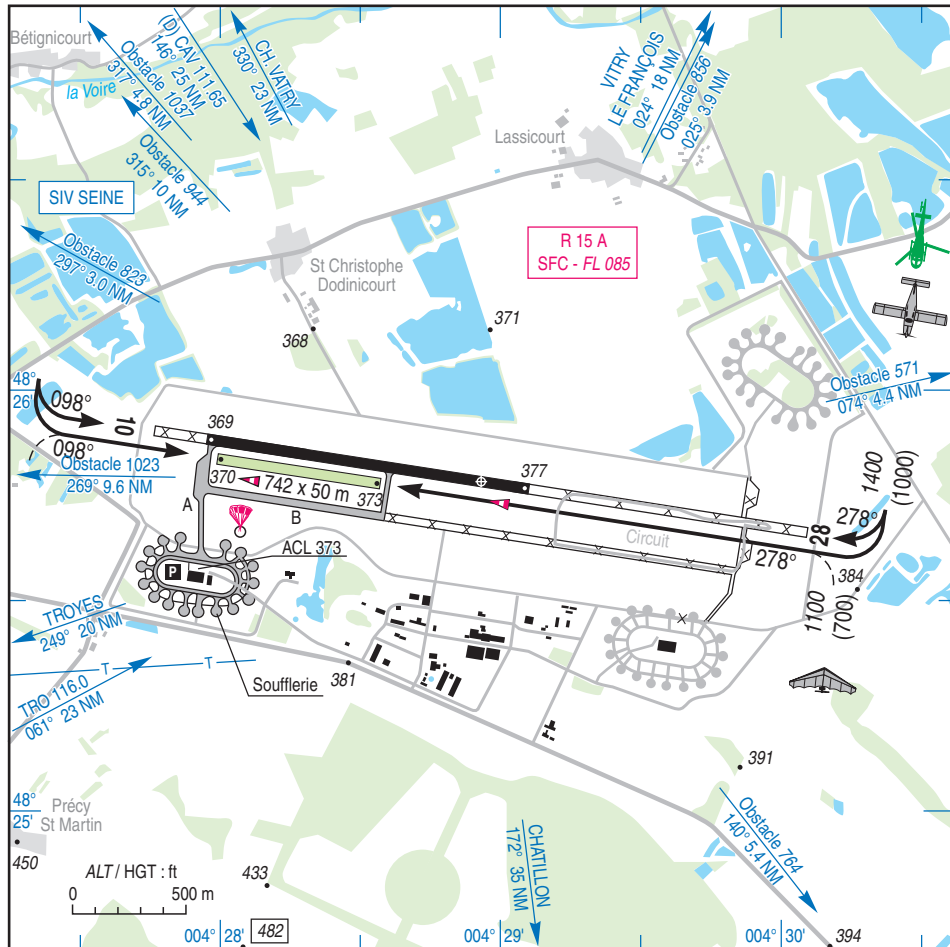 Bétignicourt
la Voire
(D) CAV 111.65
146° 25 NM
Obstacle 1037
317° 4.8 NM
Obstacle 944
315° 10 NM
CH. VATRY
330° 23 NM
VITRY
LE FRANÇOIS
024° 18 NM
Obstacle 856
025° 3.9 NM
Lassicourt
SIV SEINE
Obstacle 823
297° 3.0 NM
St Christophe
Dodinicourt
R 15 A
SFC - FL 085
368
371
48°
26'
098°
098°
10
369
Obstacle 1023
269° 9.6 NM
370
742 x 50 m
373
377
Obstacle 571
074° 4.4 NM
1400
(1000)
278°
28
278°
Circuit
A
B
ACL 373
P
384
1100
(700)
TROYES
249° 20 NM
T
T
TRO 116.0
061° 23 NM
Soufflerie
381
391
48°
25'
Précy
St Martin
450
ALT / HGT : ft
0
500 m
433
482
CHATILLON
172° 35 NM
Obstacle 764
140° 5.4 NM
394
004° 28'
004° 29'
004° 30'